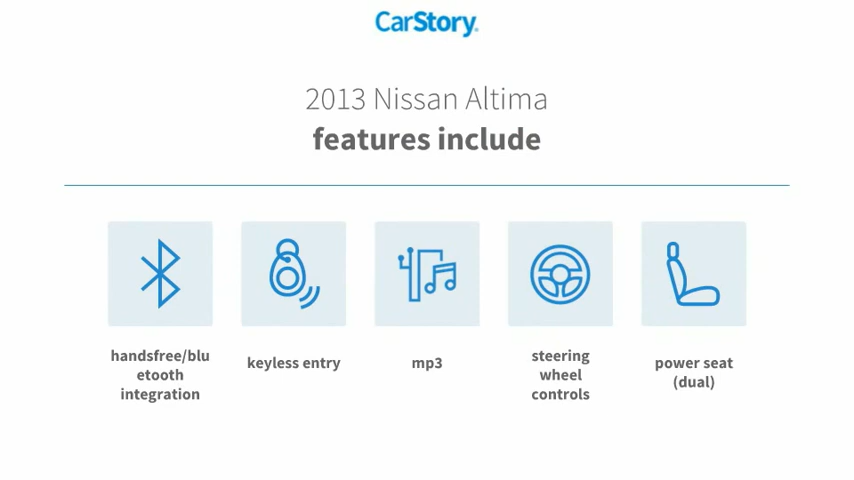 CarStory.
2013 Nissan Altima
features include
handsfree/blu
etooth
integration
keyless entry
mp3
steering
wheel
controls
power seat
(dual)